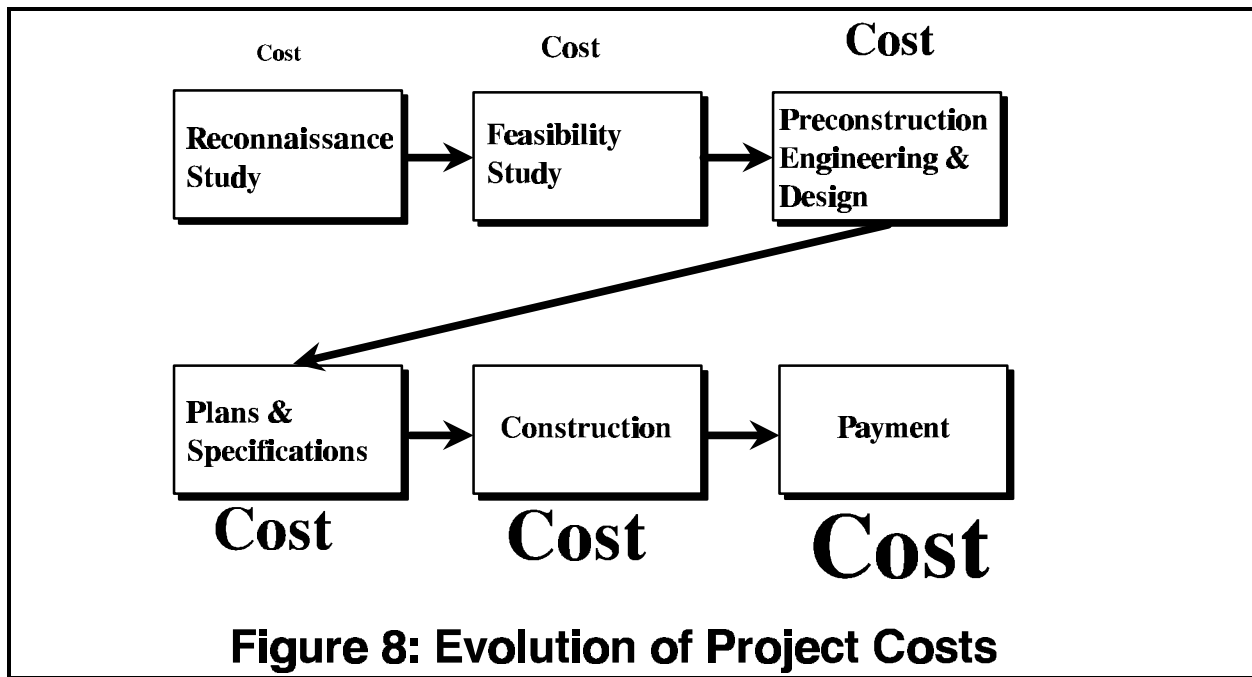 Cost
Cost
Cost
Reconnaissance
Study
Feasibility
Study
Preconstruction
Engineering &
Design
Plans &
Specifications
Construction
Payment
Cost
Cost
Cost
Figure 8: Evolution of Project Costs